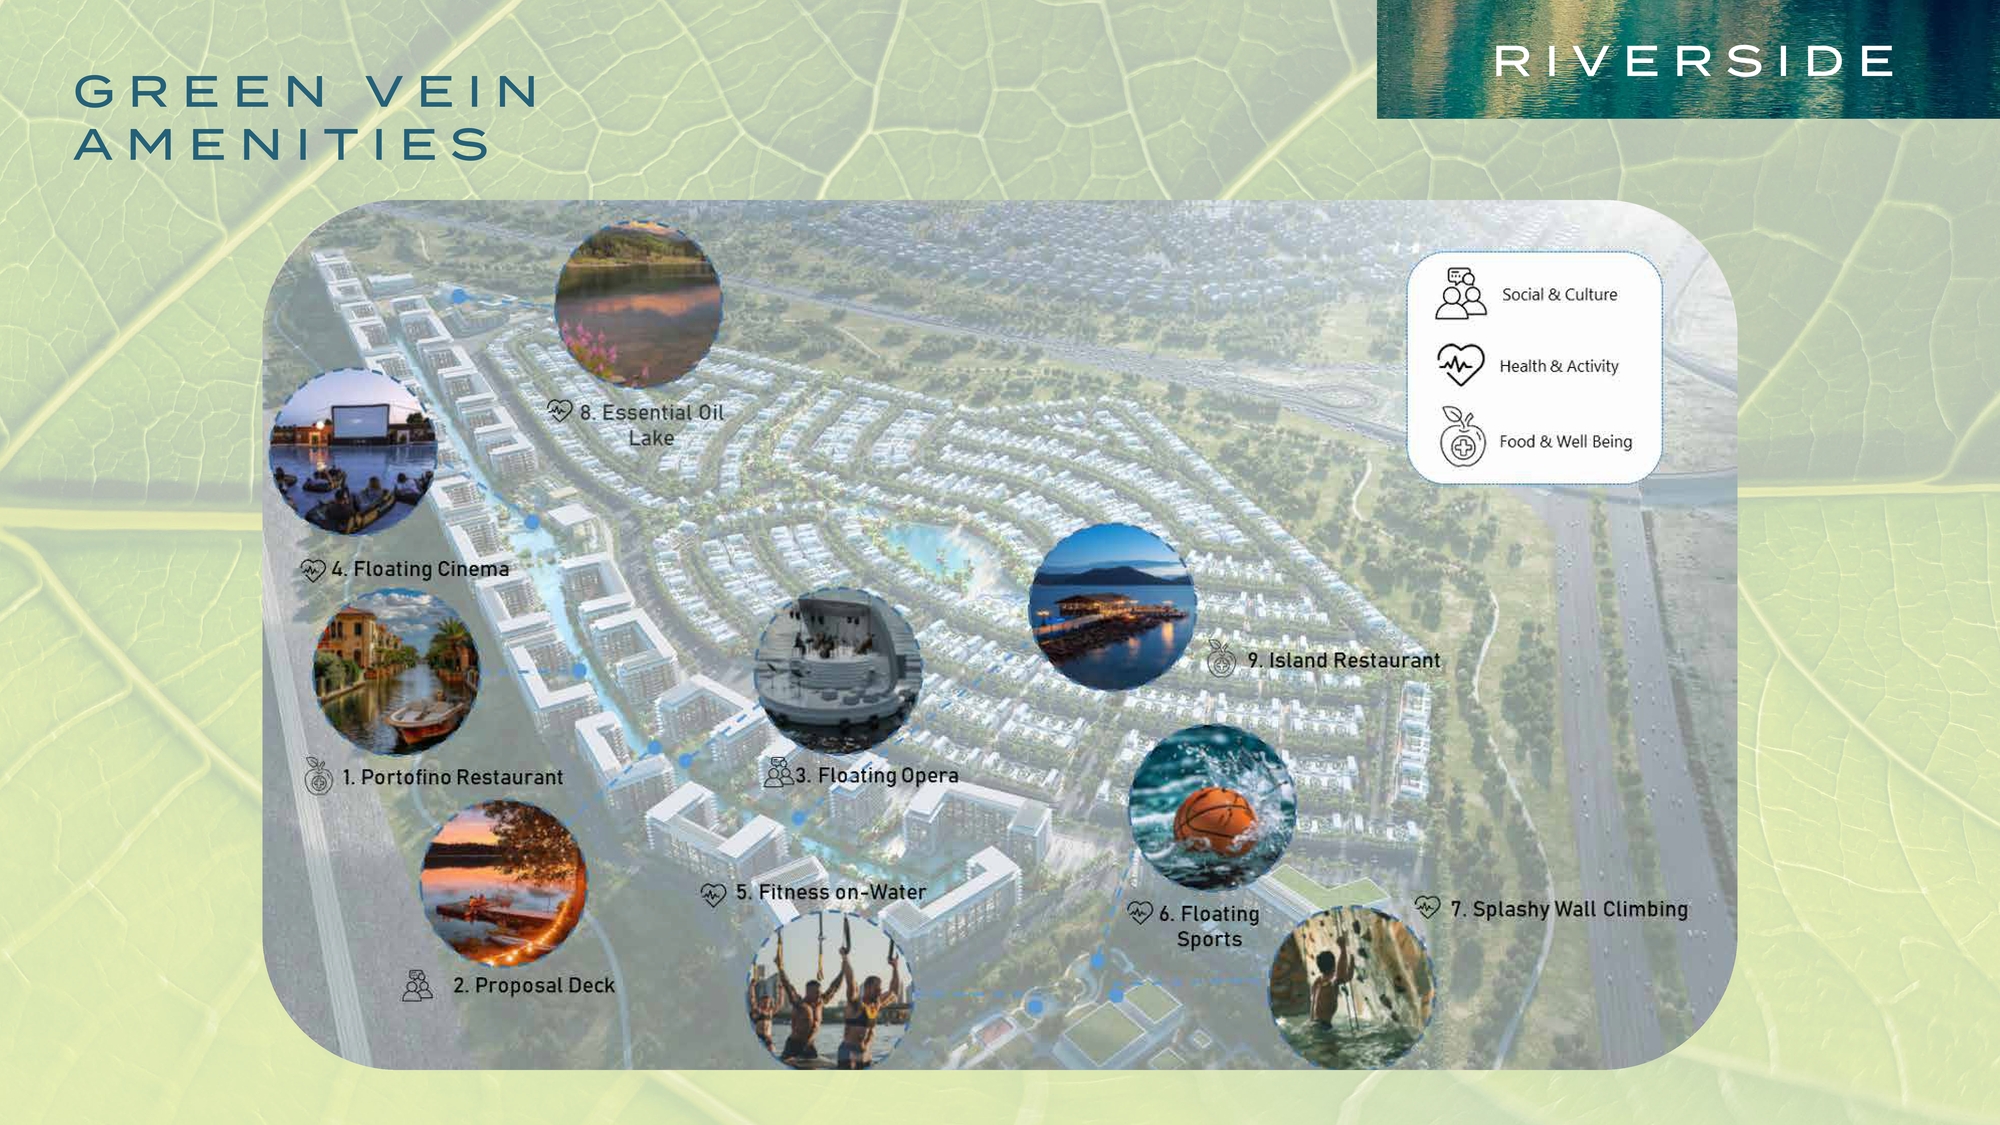 GREEN VEIN
AMENITIES
RIVERSIDE
Social & Culture
Health & Activity
Food & Well Being
8. Essential Oil
Lake
4. Floating Cinema
9. Island Restaurant
1. Portofino Restaurant
3. Floating Opera
5. Fitness on-Water
6. Floating
Sports
7. Splashy Wall Climbing
2. Proposal Deck